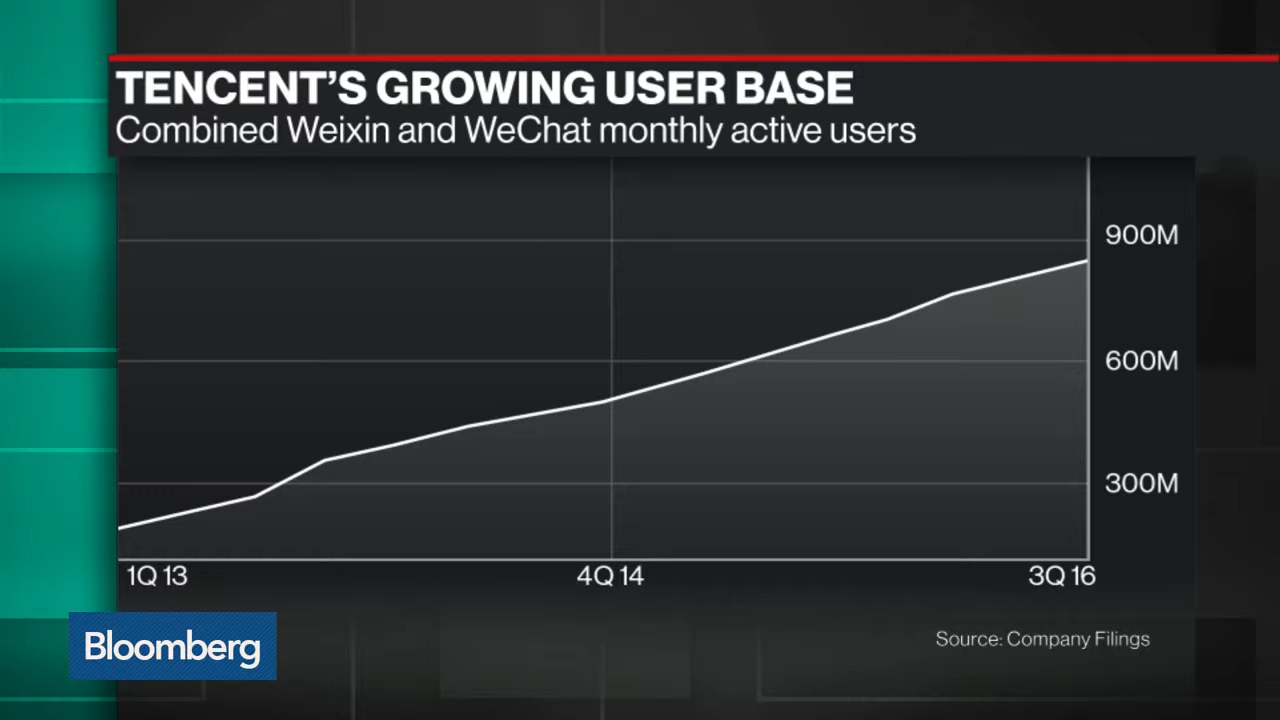 TENCENT'S GROWING USER BASE
Combined Weixin and WeChat monthly active users
900M
600M
300M
1Q 13 4Q 14 3Q 16
Bloomberg
Source: Company Filings